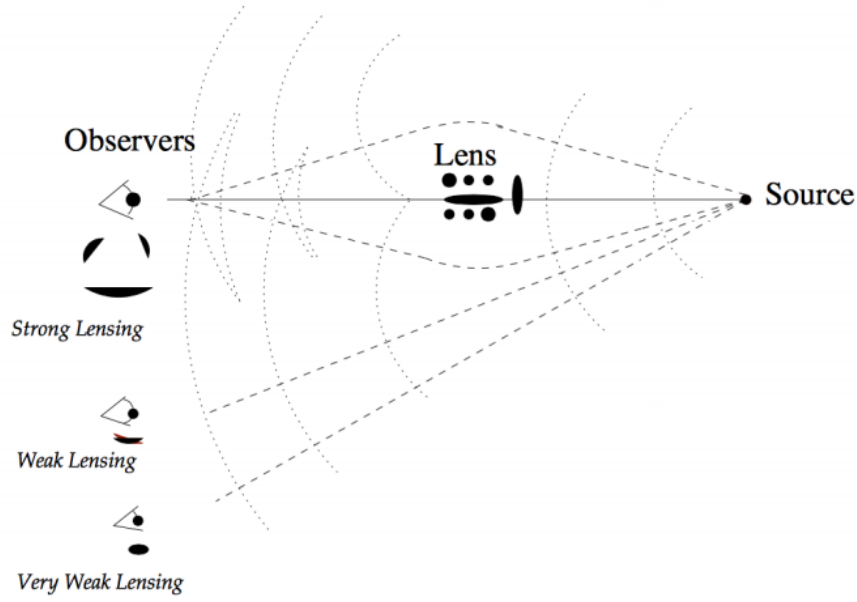 Observers
Lens
Source
Strong Lensing
Weak Lensing
Very Weak Lensing